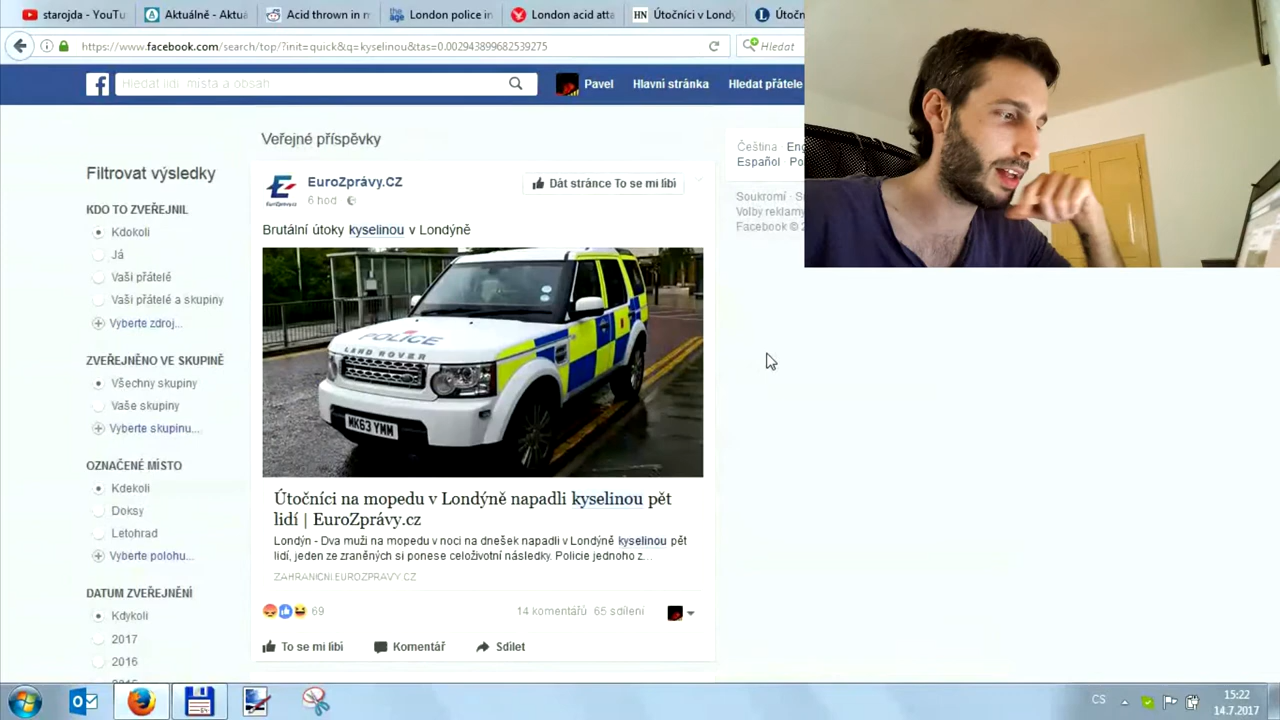 starojda - YouTu
Aktuálně - Aktua
Acid thrown in m
London police in
London acid atta
HN Útočníci v Londý
Útočn
https://www.facebook.com/search/top/?init=quick&q=kyselinou&tas=0.002943899682539275
Hledat
Hledat lidi, místa a obsah
Pavel
Hlavní stránka
Hledat přátele
Veřejné příspěvky
Filtrovat výsledky
KDO TO ZVEŘEJNIL
Kdokoli
Já
Vaši přátelé
Vaši přátelé a skupiny
Vyberte zdroj...
ZVEŘEJNĚNO VE SKUPINĚ
Všechny skupiny
Vaše skupiny
Vyberte skupinu...
OZNAČENÉ MÍSTO
Kdekoli
Doksy
Letohrad
Vyberte polohu...
DATUM ZVEŘEJNĚNÍ
Kdykoli
2017
2016
EuroZprávy.CZ
6 hod
Dát stránce To se mi líbí
Brutální útoky kyselinou v Londýně
POLICE
LAND ROVER
MK63 YMM
Útočníci na mopedu v Londýně napadli kyselinou pět
lidí | EuroZprávy.cz
Londýn - Dva muži na mopedu v noci na dnešek napadli v Londýně kyselinou pět
lidí, jeden ze zraněných si ponese celoživotní následky. Policie jednoho z...
ZAHRANICNI.EUROZPRAVY.CZ
69
14 komentářů 65 sdílení
To se mi líbí
Komentář
Sdílet
Čeština Eng
Español Po
Soukromí · S
Volby reklamy
Facebook © 2
CS
15:22
14.7.2017